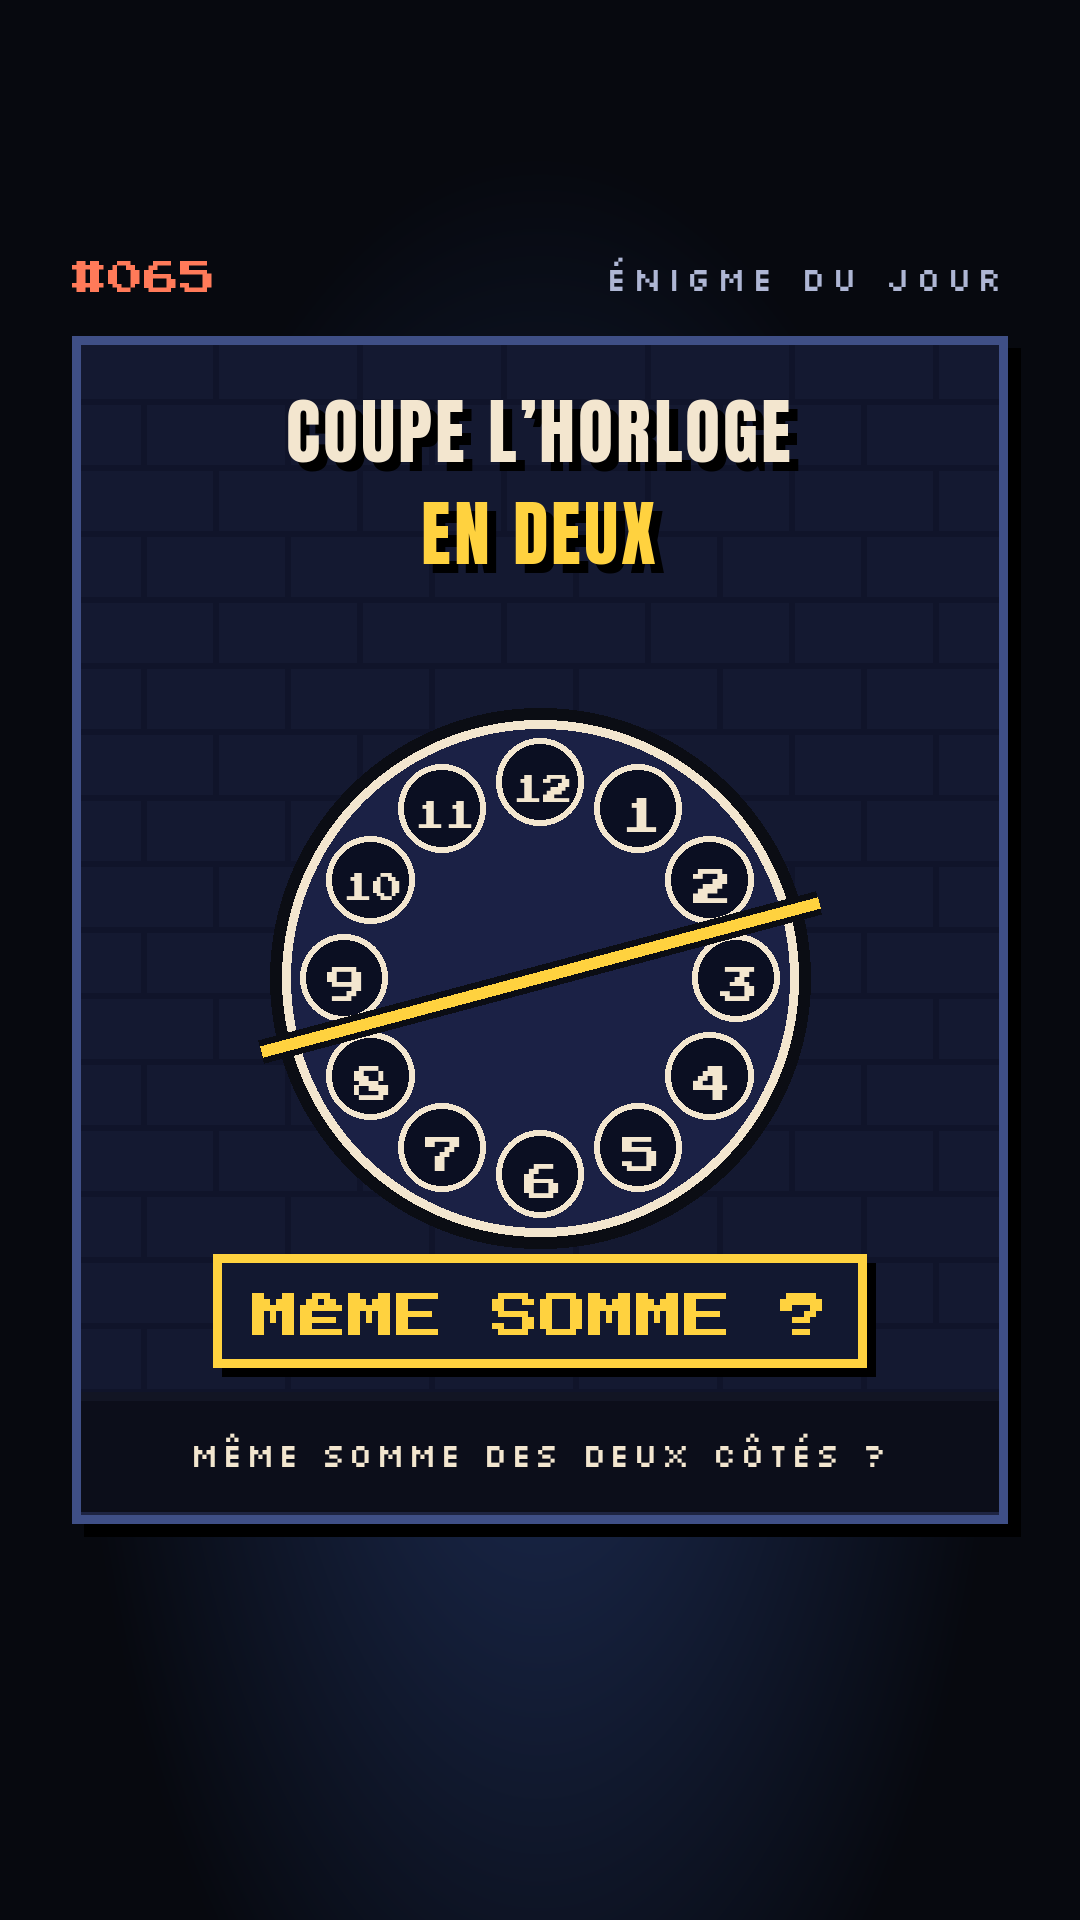 #065
ÉNIGME DU JOUR
COUPE L’HORLOGE
EN DEUX
12
11
1
10
2
9
3
8
4
7
5
6
MêME SOMME ?
MÊME SOMME DES DEUX CÔTÉS ?